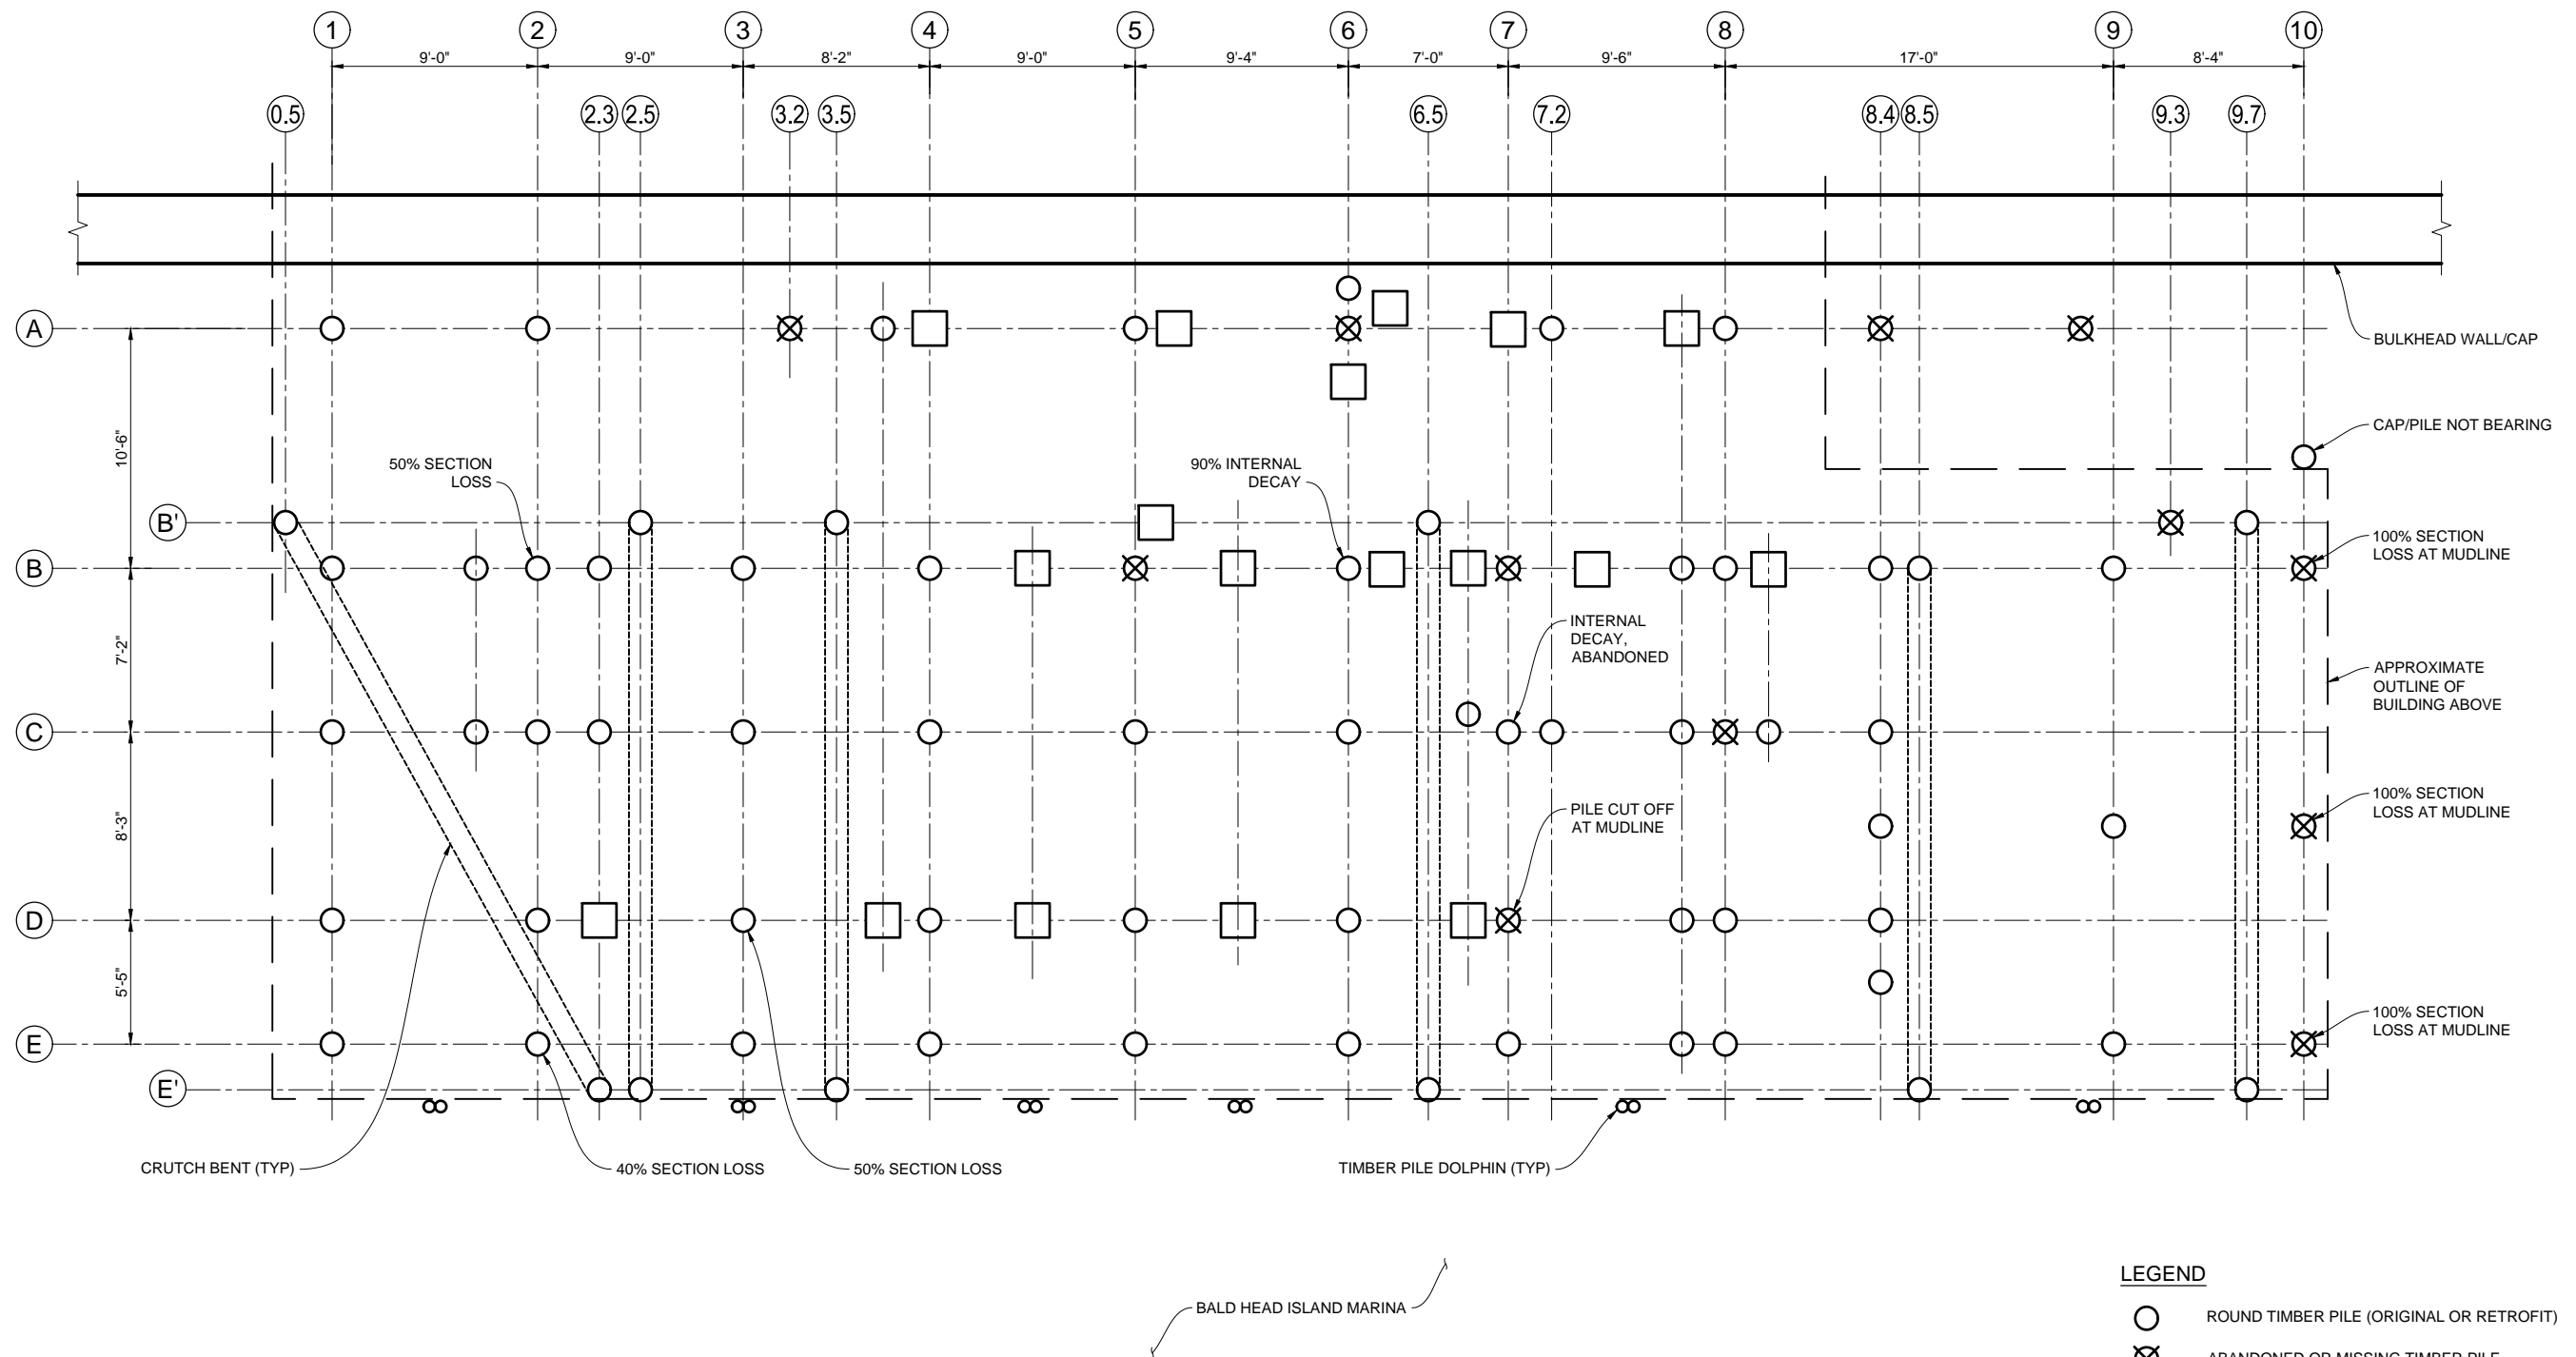 1 2 3 4 5 6 7 8 9 10
9'-0" 9'-0" 8'-2" 9'-0" 9'-4" 7'-0" 9'-6" 17'-0" 8'-4"
0.5 2.3 2.5 3.2 3.5 6.5 7.2 8.4 8.5 9.3 9.7
A
BULKHEAD WALL/CAP
CAP/PILE NOT BEARING
10'-6"
50% SECTION
LOSS
90% INTERNAL
DECAY
B'
100% SECTION
LOSS AT MUDLINE
B
7'-2"
INTERNAL
DECAY,
ABANDONED
APPROXIMATE
OUTLINE OF
BUILDING ABOVE
C
8'-3"
PILE CUT OFF
AT MUDLINE
100% SECTION
LOSS AT MUDLINE
D
5'-5"
100% SECTION
LOSS AT MUDLINE
E
E'
CRUTCH BENT (TYP)
40% SECTION LOSS
50% SECTION LOSS
TIMBER PILE DOLPHIN (TYP)
BALD HEAD ISLAND MARINA
LEGEND
ROUND TIMBER PILE (ORIGINAL OR RETROFIT)
ABANDONED OR MISSING TIMBER PILE